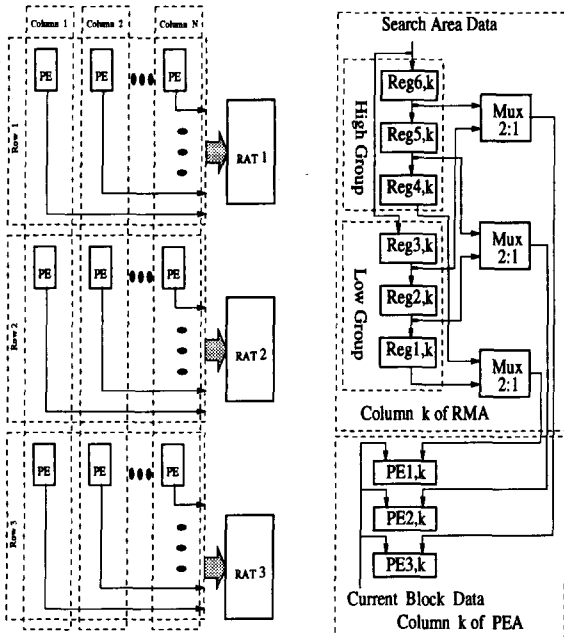 Column 1
Column 2
Column N
Row 1
PE
PE
PE
RAT 1
Row 2
PE
PE
PE
RAT 2
Row 3
PE
PE
PE
RAT 3
Search Area Data
High Group
Reg6,k
Reg5,k
Reg4,k
Mux
2:1
Low Group
Reg3,k
Reg2,k
Reg1,k
Mux
2:1
Mux
2:1
Column k of RMA
PE1,k
PE2,k
PE3,k
Current Block Data
Column k of PEA